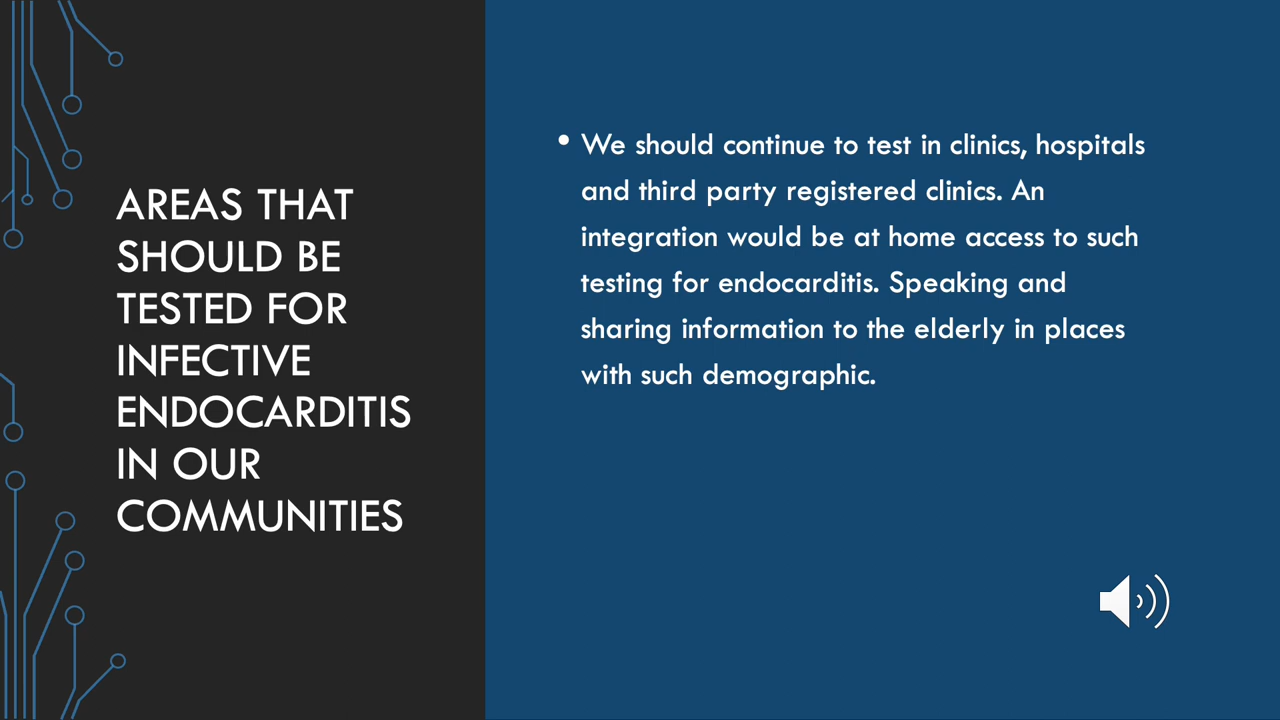 AREAS THAT
SHOULD BE
TESTED FOR
INFECTIVE
ENDOCARDITIS
IN OUR
COMMUNITIES
• We should continue to test in clinics, hospitals
and third party registered clinics. An
integration would be at home access to such
testing for endocarditis. Speaking and
sharing information to the elderly in places
with such demographic.